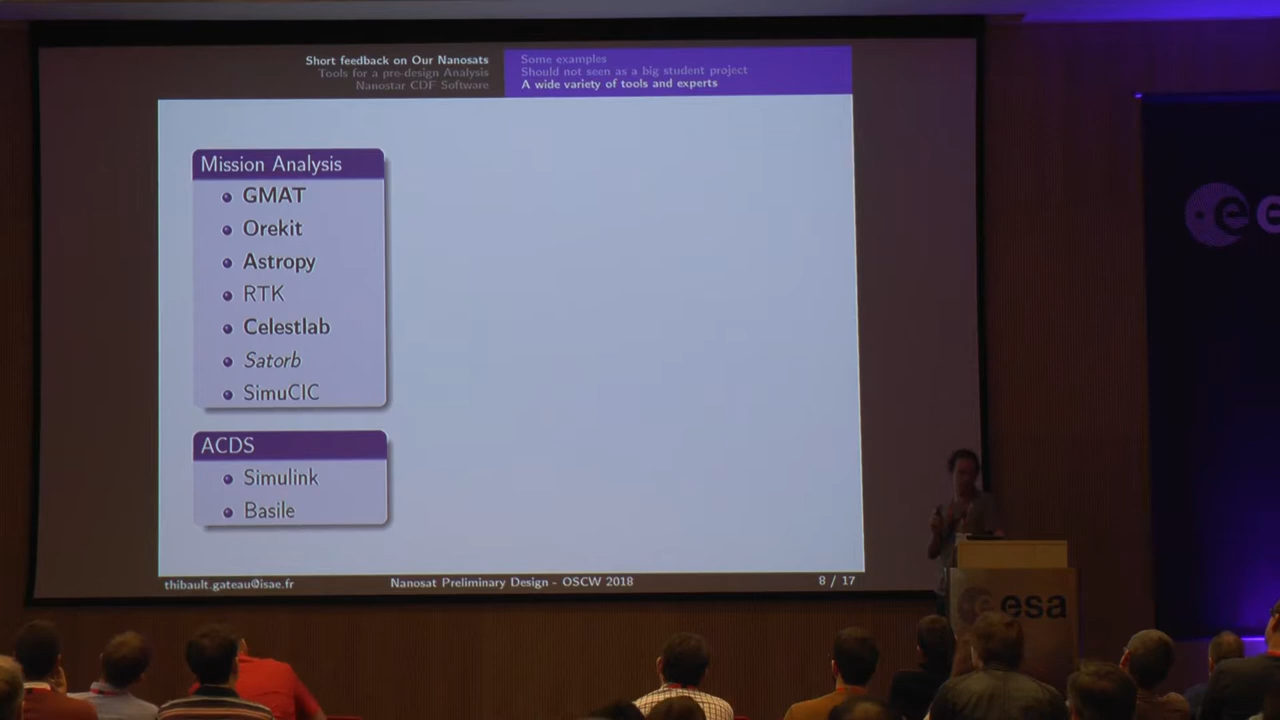 Short feedback on Our Nanosats
Tools for a pre-design Analysis
Nanostar CDF Software
Some examples
Should not seen as a big student project
A wide variety of tools and experts
Mission Analysis
GMAT
Orekit
Astropy
RTK
Celestlab
Satorb
SimuCIC
ACDS
Simulink
Basile
thibault.gateau@isae.fr
Nanosat Preliminary Design - OSCW 2018
8 / 17
esa
e